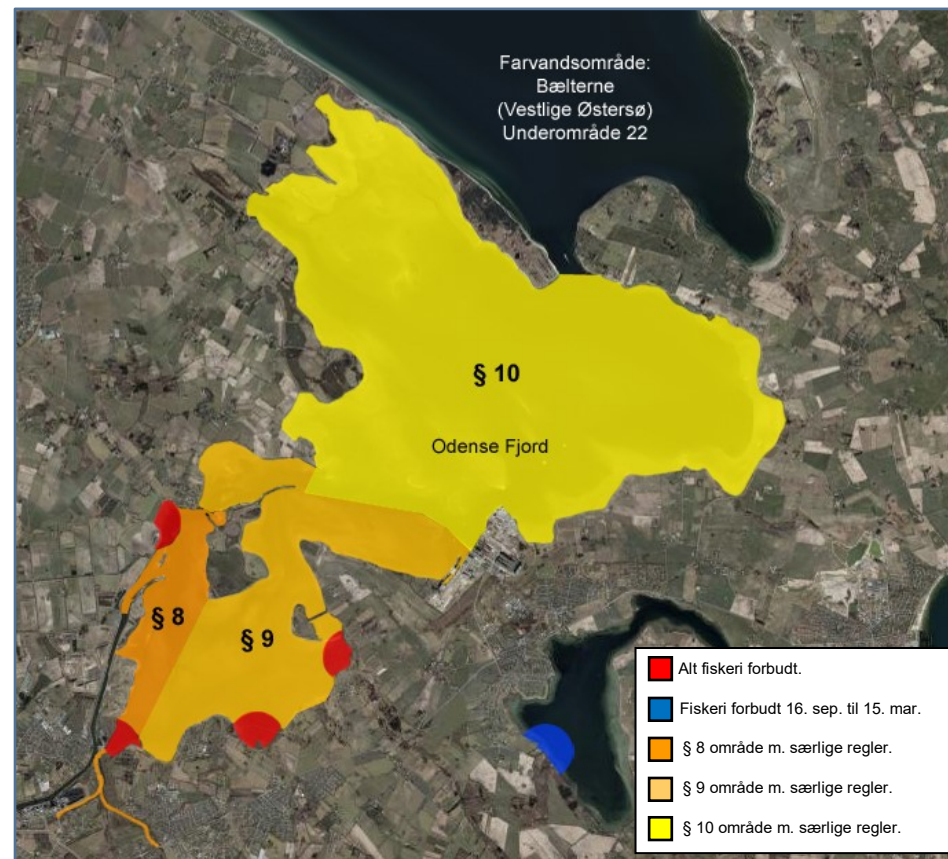 Farvandsområde:
Bælterne
(Vestlige Østersø)
Underområde 22
§ 10
Odense Fjord
§ 8
§ 9
Alt fiskeri forbudt.
Fiskeri forbudt 16. sep. til 15. mar.
§ 8 område m. særlige regler.
§ 9 område m. særlige regler.
§ 10 område m. særlige regler.